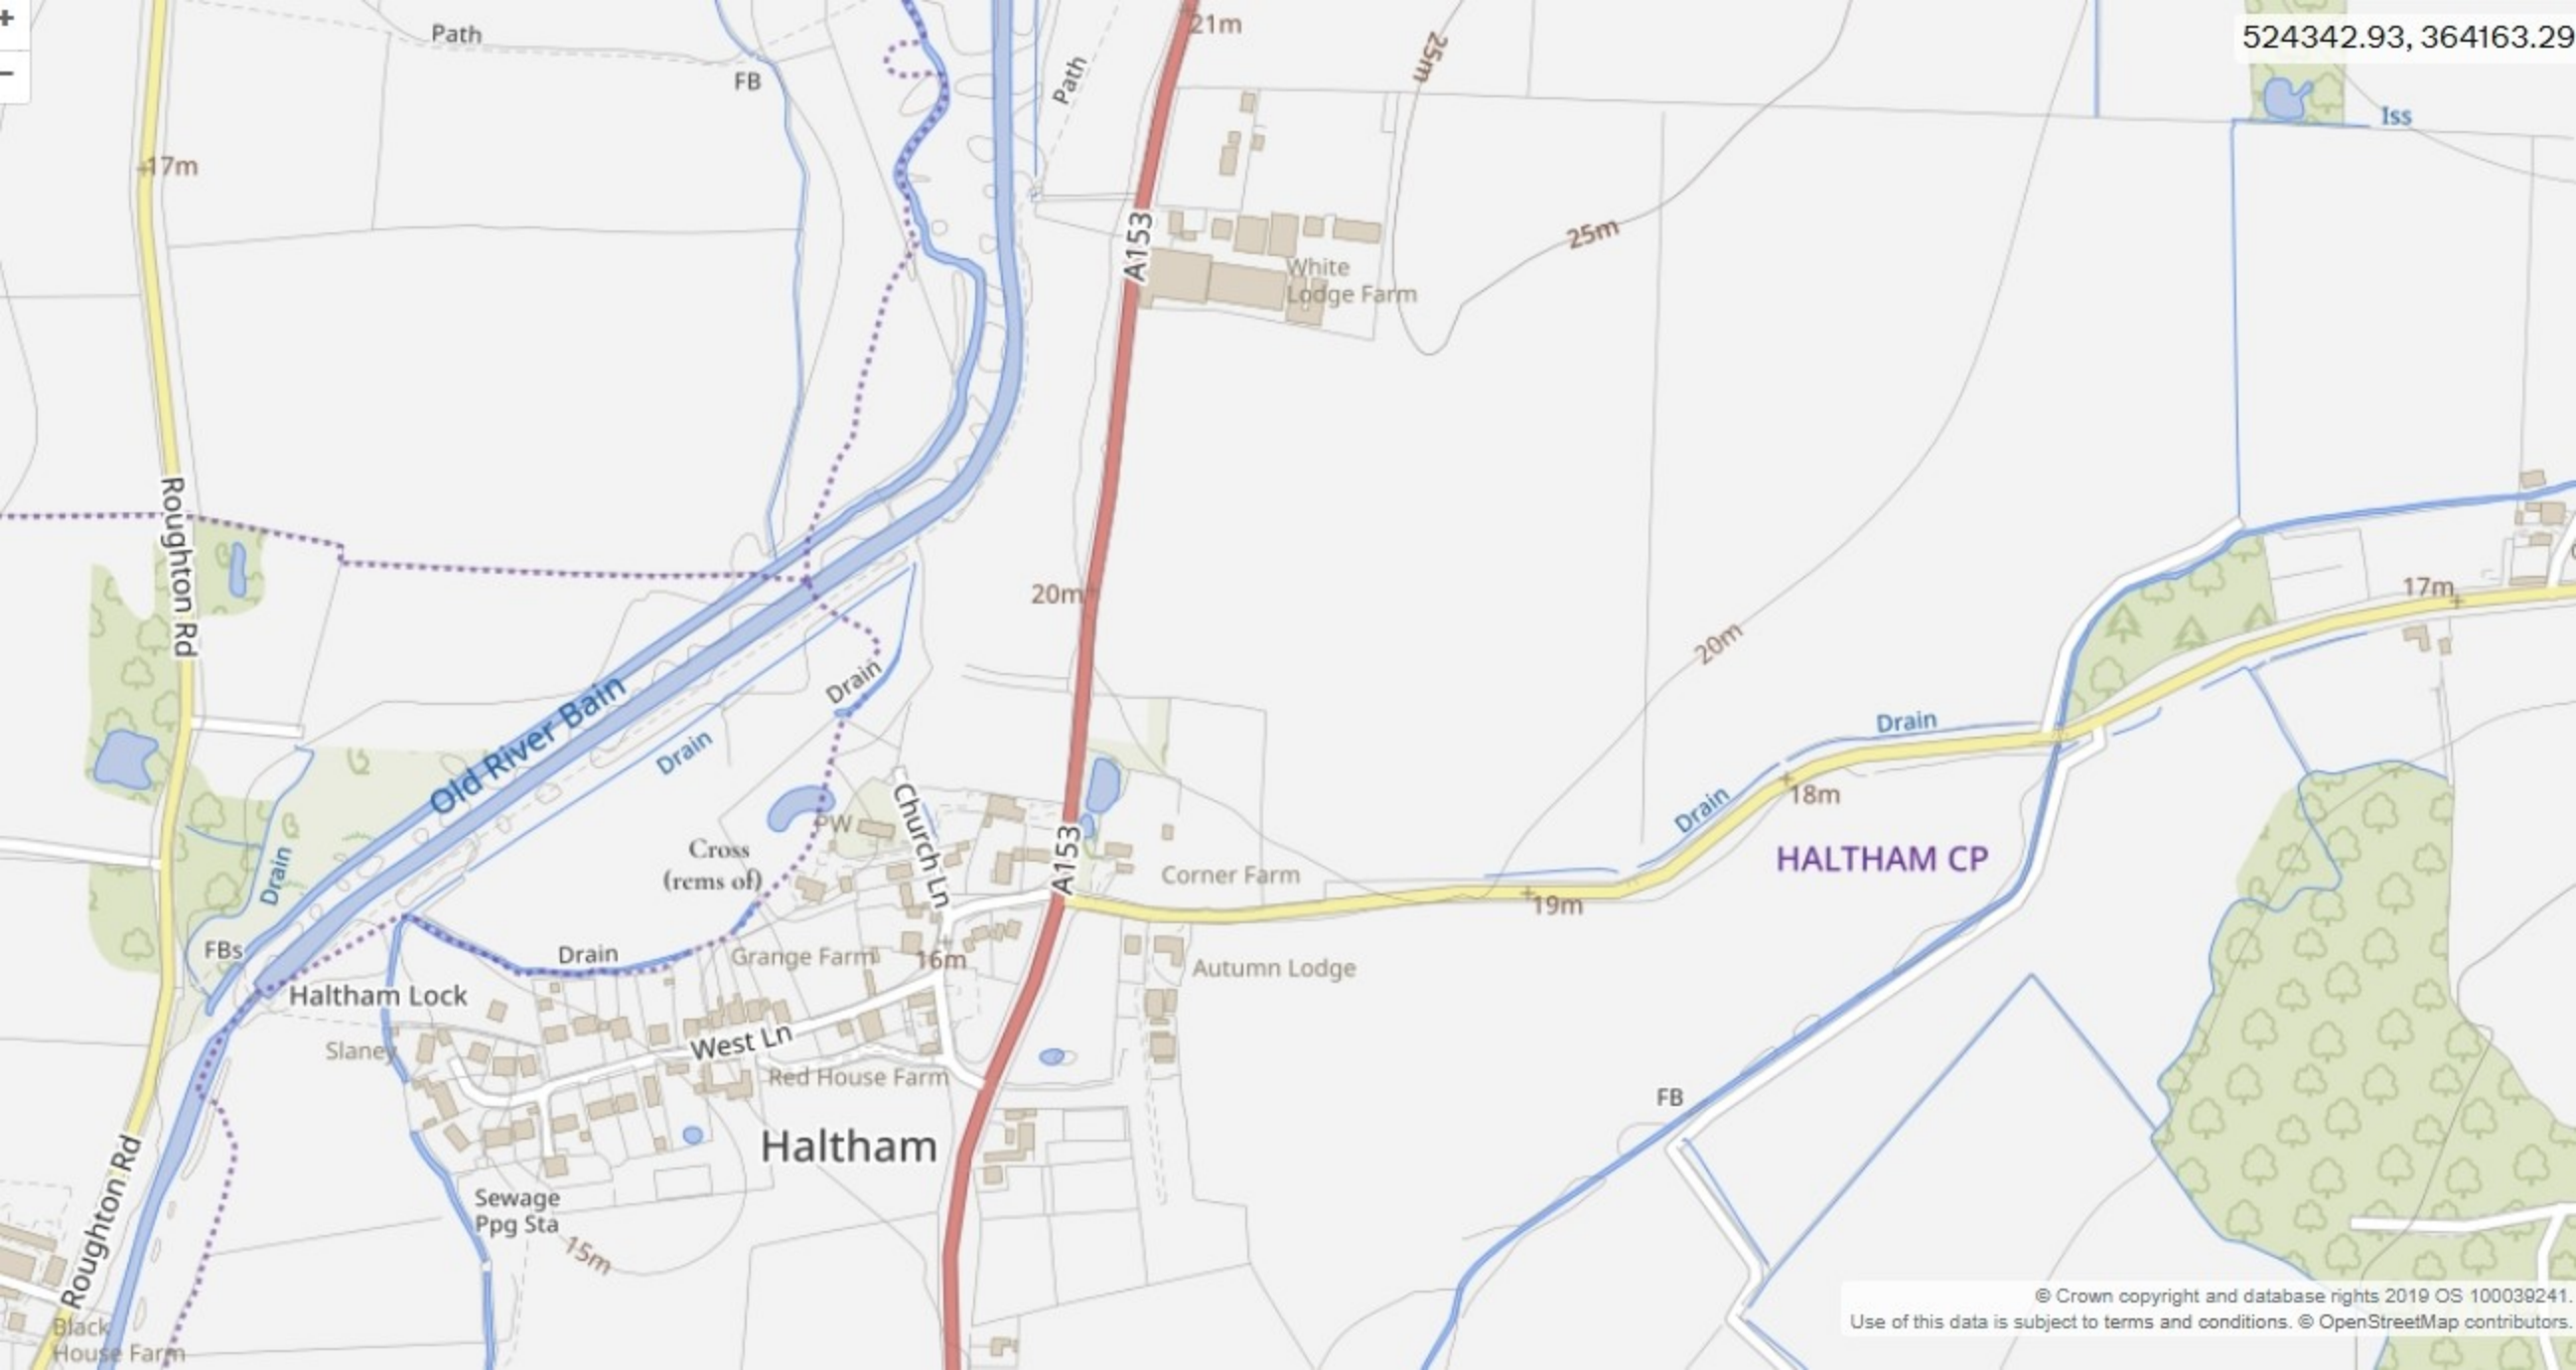 +
−
524342.93, 364163.29
21m
Path
FB
Path
25m
Iss
17m
A153
25m
White
Lodge Farm
Roughton Rd
17m
20m
20m
Drain
Old River Bain
Drain
Drain
Drain
18m
PW
Church Ln
A153
Cross
(rems of)
Corner Farm
HALTHAM CP
Drain
19m
FBs
Drain
Grange Farm
16m
Autumn Lodge
Haltham Lock
Slaney
West Ln
Red House Farm
FB
Haltham
Roughton Rd
Sewage
Ppg Sta
15m
Black
House Farm
© Crown copyright and database rights 2019 OS 100039241.
Use of this data is subject to terms and conditions. © OpenStreetMap contributors.